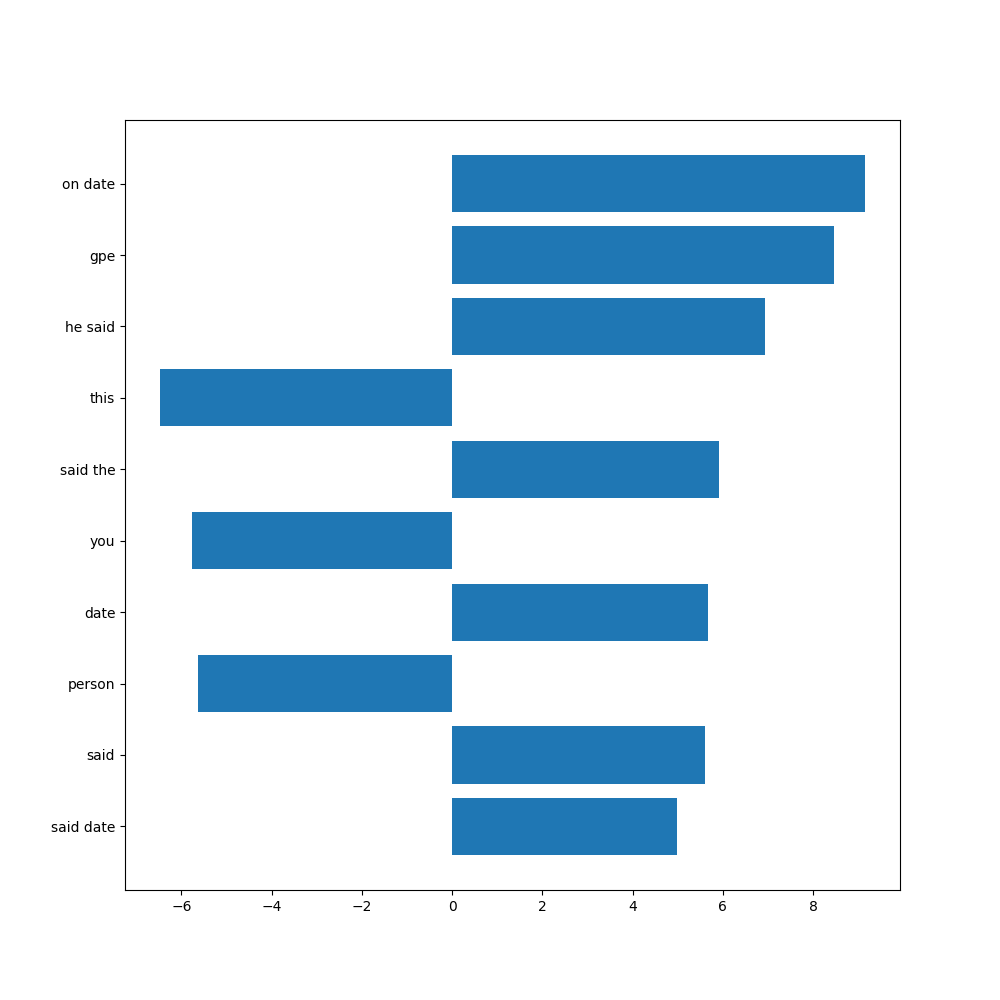 on date
gpe
he said
this
said the
you
date
person
said
said date
−6 −4 −2 0 2 4 6 8